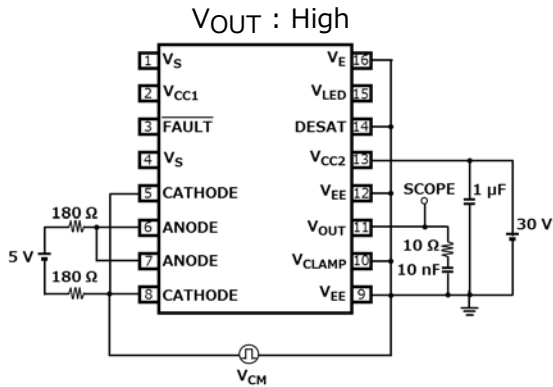 VOUT : High
1 VS
2 VCC1
3 FAULT
4 VS
5 CATHODE
6 ANODE
7 ANODE
8 CATHODE
VE 16
VLED 15
DESAT 14
VCC2 13
VEE 12
VOUT 11
VCLAMP 10
VEE 9
180 Ω
5 V
180 Ω
SCOPE
1 µF
30 V
10 Ω
10 nF
VCM